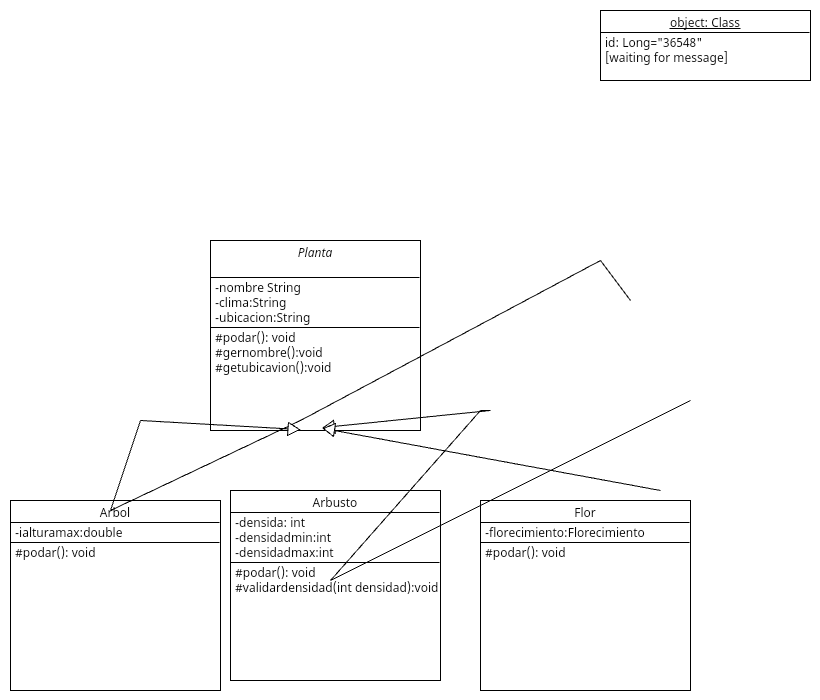 object: Class
id: Long="36548"
[waiting for message]
Planta
-nombre String
-clima:String
-ubicacion:String
#podar(): void
#gernombre():void
#getubicavion():void
Arbol
-ialturamax:double
#podar(): void
Arbusto
-densida: int
-densidadmin:int
-densidadmax:int
#podar(): void
#validardensidad(int densidad):void
Flor
-florecimiento:Florecimiento
#podar(): void